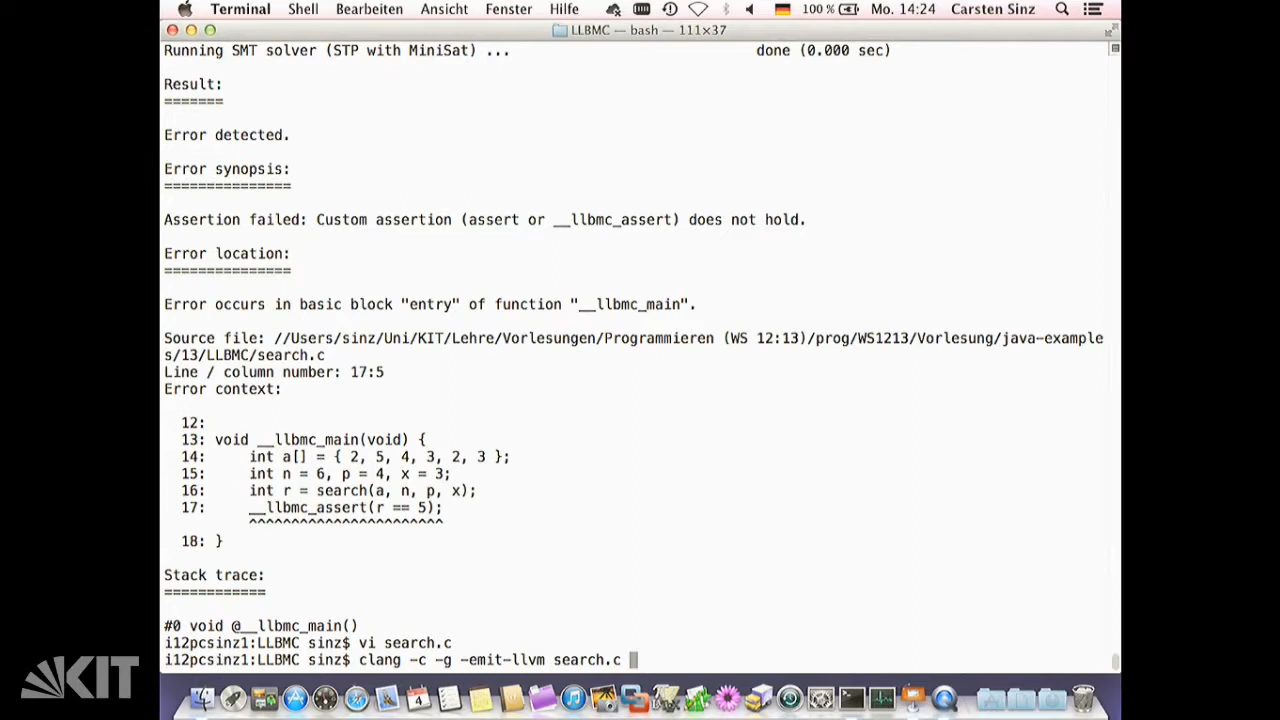 Terminal Shell Bearbeiten Ansicht Fenster Hilfe 100 % Mo. 14:24 Carsten Sinz
LLBMC — bash — 111×37
Running SMT solver (STP with MiniSat) ... done (0.000 sec)
Result:
=======
Error detected.
Error synopsis:
===============
Assertion failed: Custom assertion (assert or __llbmc_assert) does not hold.
Error location:
===============
Error occurs in basic block "entry" of function "__llbmc_main".
Source file: //Users/sinz/Uni/KIT/Lehre/Vorlesungen/Programmieren (WS 12:13)/prog/WS1213/Vorlesung/java-example
s/13/LLBMC/search.c
Line / column number: 17:5
Error context:
12:
13: void __llbmc_main(void) {
14: int a[] = { 2, 5, 4, 3, 2, 3 };
15: int n = 6, p = 4, x = 3;
16: int r = search(a, n, p, x);
17: __llbmc_assert(r == 5);
^^^^^^^^^^^^^^^^^^^^^^^
18: }
Stack trace:
============
#0 void @__llbmc_main()
i12pcsinz1:LLBMC sinz$ vi search.c
i12pcsinz1:LLBMC sinz$ clang -c -g -emit-llvm search.c
KIT